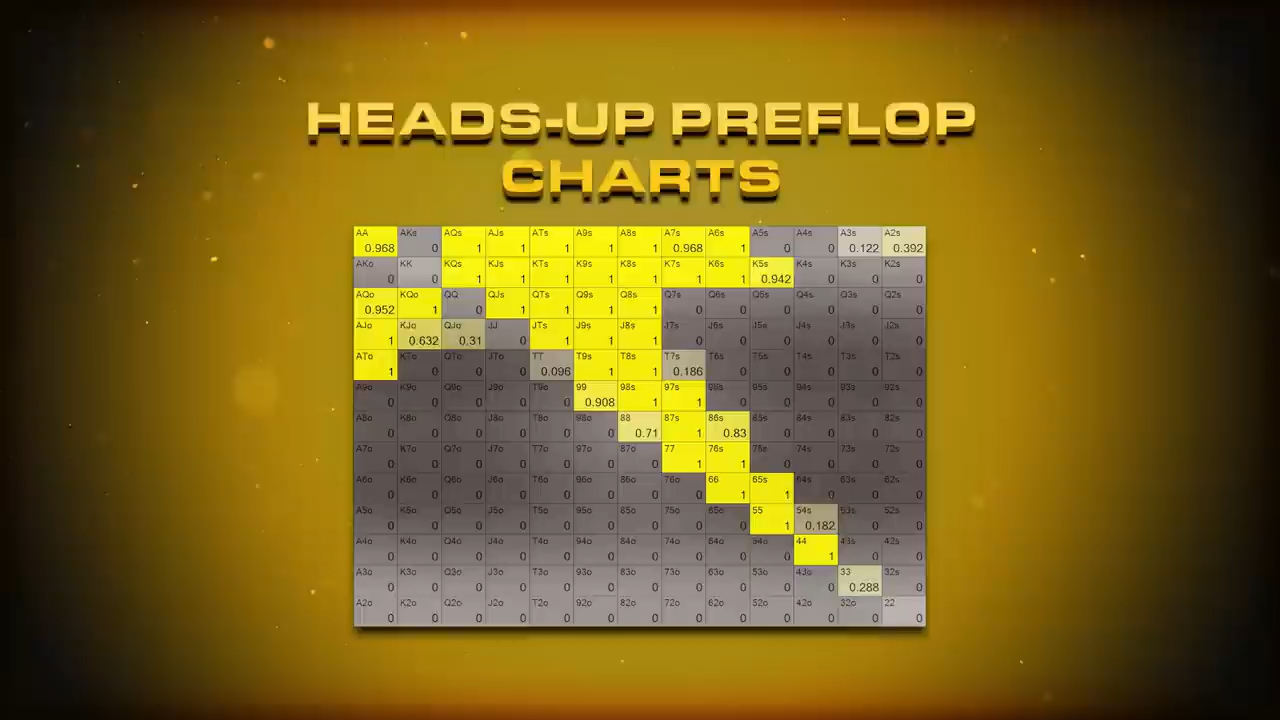 HEADS-UP PREFLOP
CHARTS
AA AKs AQs AJs ATs A9s A8s A7s A6s A5s A4s A3s A2s
0.968 0 1 1 1 1 1 0.968 1 0 0 0.122 0.392
AKo KK KQs KJs KTs K9s K8s K7s K6s K5s K4s K3s K2s
0 0 1 1 1 1 1 1 1 0.942 0 0 0
AQo KQo QQ QJs QTs Q9s Q8s Q7s Q6s Q5s Q4s Q3s Q2s
0.952 1 0 1 1 1 1 0 0 0 0 0 0
AJo KJo QJo JJ JTs J9s J8s J7s J6s J5s J4s J3s J2s
1 0.632 0.31 0 1 1 1 0 0 0 0 0 0
ATo KTo QTo JTo TT T9s T8s T7s T6s T5s T4s T3s T2s
1 0 0 0 0.096 1 1 0.186 0 0 0 0 0
A9o K9o Q9o J9o T9o 99 98s 97s 96s 95s 94s 93s 92s
0 0 0 0 0 0.908 1 1 0 0 0 0 0
A8o K8o Q8o J8o T8o 98o 88 87s 86s 85s 84s 83s 82s
0 0 0 0 0 0 0.71 1 0.83 0 0 0 0
A7o K7o Q7o J7o T7o 97o 87o 77 76s 75s 74s 73s 72s
0 0 0 0 0 0 0 1 1 0 0 0 0
A6o K6o Q6o J6o T6o 96o 86o 76o 66 65s 64s 63s 62s
0 0 0 0 0 0 0 0 1 1 0 0 0
A5o K5o Q5o J5o T5o 95o 85o 75o 65o 55 54s 53s 52s
0 0 0 0 0 0 0 0 0 1 0.182 0 0
A4o K4o Q4o J4o T4o 94o 84o 74o 64o 54o 44 43s 42s
0 0 0 0 0 0 0 0 0 0 1 0 0
A3o K3o Q3o J3o T3o 93o 83o 73o 63o 53o 43o 33 32s
0 0 0 0 0 0 0 0 0 0 0 0.288 0
A2o K2o Q2o J2o T2o 92o 82o 72o 62o 52o 42o 32o 22
0 0 0 0 0 0 0 0 0 0 0 0 0